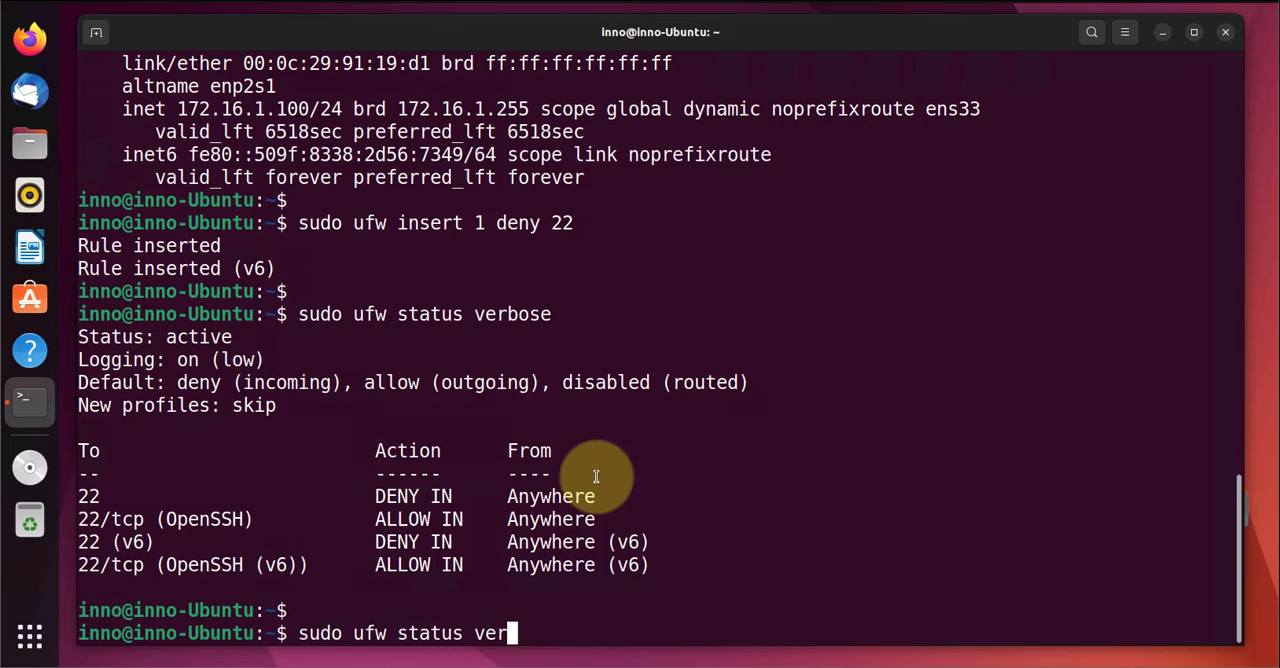 inno@inno-Ubuntu: ~
link/ether 00:0c:29:91:19:d1 brd ff:ff:ff:ff:ff:ff
altname enp2s1
inet 172.16.1.100/24 brd 172.16.1.255 scope global dynamic noprefixroute ens33
valid_lft 6518sec preferred_lft 6518sec
inet6 fe80::509f:8338:2d56:7349/64 scope link noprefixroute
valid_lft forever preferred_lft forever
inno@inno-Ubuntu:~$
inno@inno-Ubuntu:~$ sudo ufw insert 1 deny 22
Rule inserted
Rule inserted (v6)
inno@inno-Ubuntu:~$
inno@inno-Ubuntu:~$ sudo ufw status verbose
Status: active
Logging: on (low)
Default: deny (incoming), allow (outgoing), disabled (routed)
New profiles: skip
To Action From
-- ------ ----
22 DENY IN Anywhere
22/tcp (OpenSSH) ALLOW IN Anywhere
22 (v6) DENY IN Anywhere (v6)
22/tcp (OpenSSH (v6)) ALLOW IN Anywhere (v6)
inno@inno-Ubuntu:~$
inno@inno-Ubuntu:~$ sudo ufw status ver